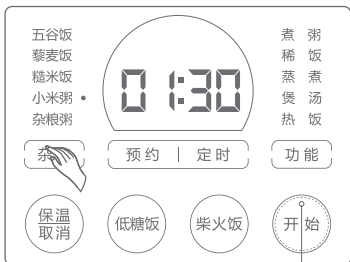 五谷饭
藜麦饭
糙米饭
小米粥
杂粮粥
01:30
煮 粥
稀 饭
蒸 煮
煲 汤
热 饭
杂
预约 | 定时
功能
保温
取消
低糖饭
柴火饭
开 始